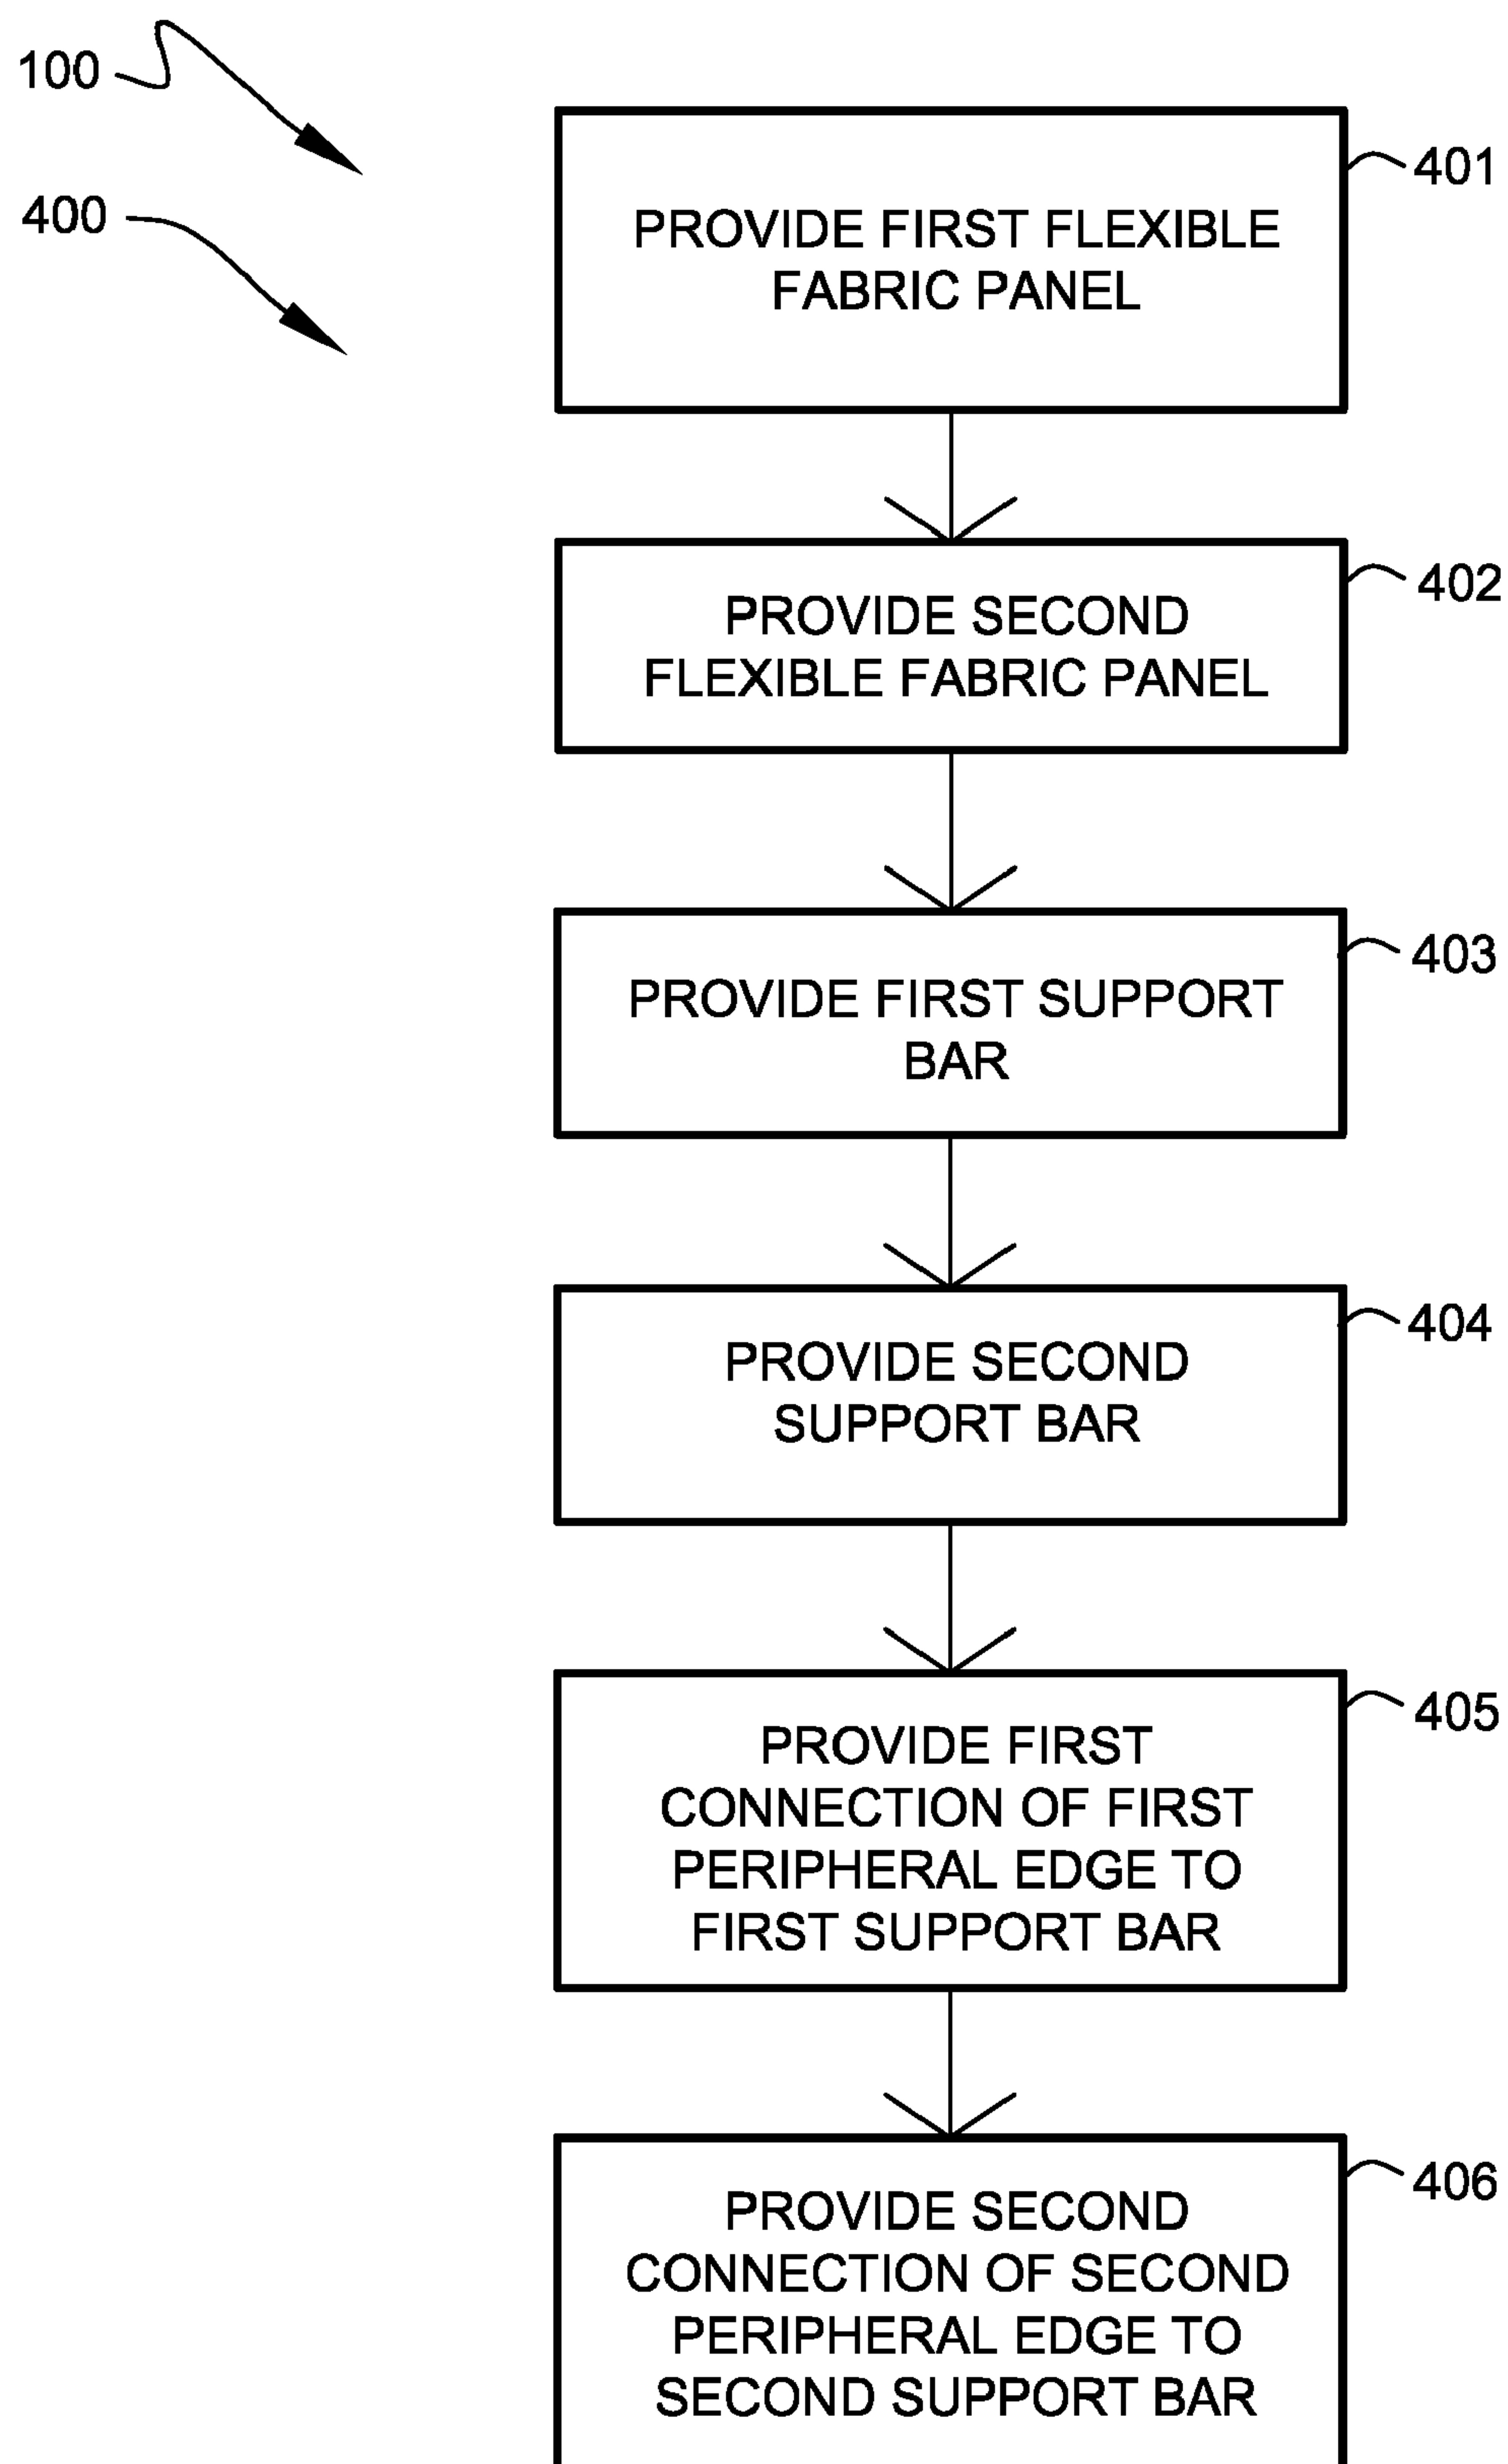 100
400
PROVIDE FIRST FLEXIBLE
FABRIC PANEL
401
PROVIDE SECOND
FLEXIBLE FABRIC PANEL
402
PROVIDE FIRST SUPPORT
BAR
403
PROVIDE SECOND
SUPPORT BAR
404
PROVIDE FIRST
CONNECTION OF FIRST
PERIPHERAL EDGE TO
FIRST SUPPORT BAR
405
PROVIDE SECOND
CONNECTION OF SECOND
PERIPHERAL EDGE TO
SECOND SUPPORT BAR
406